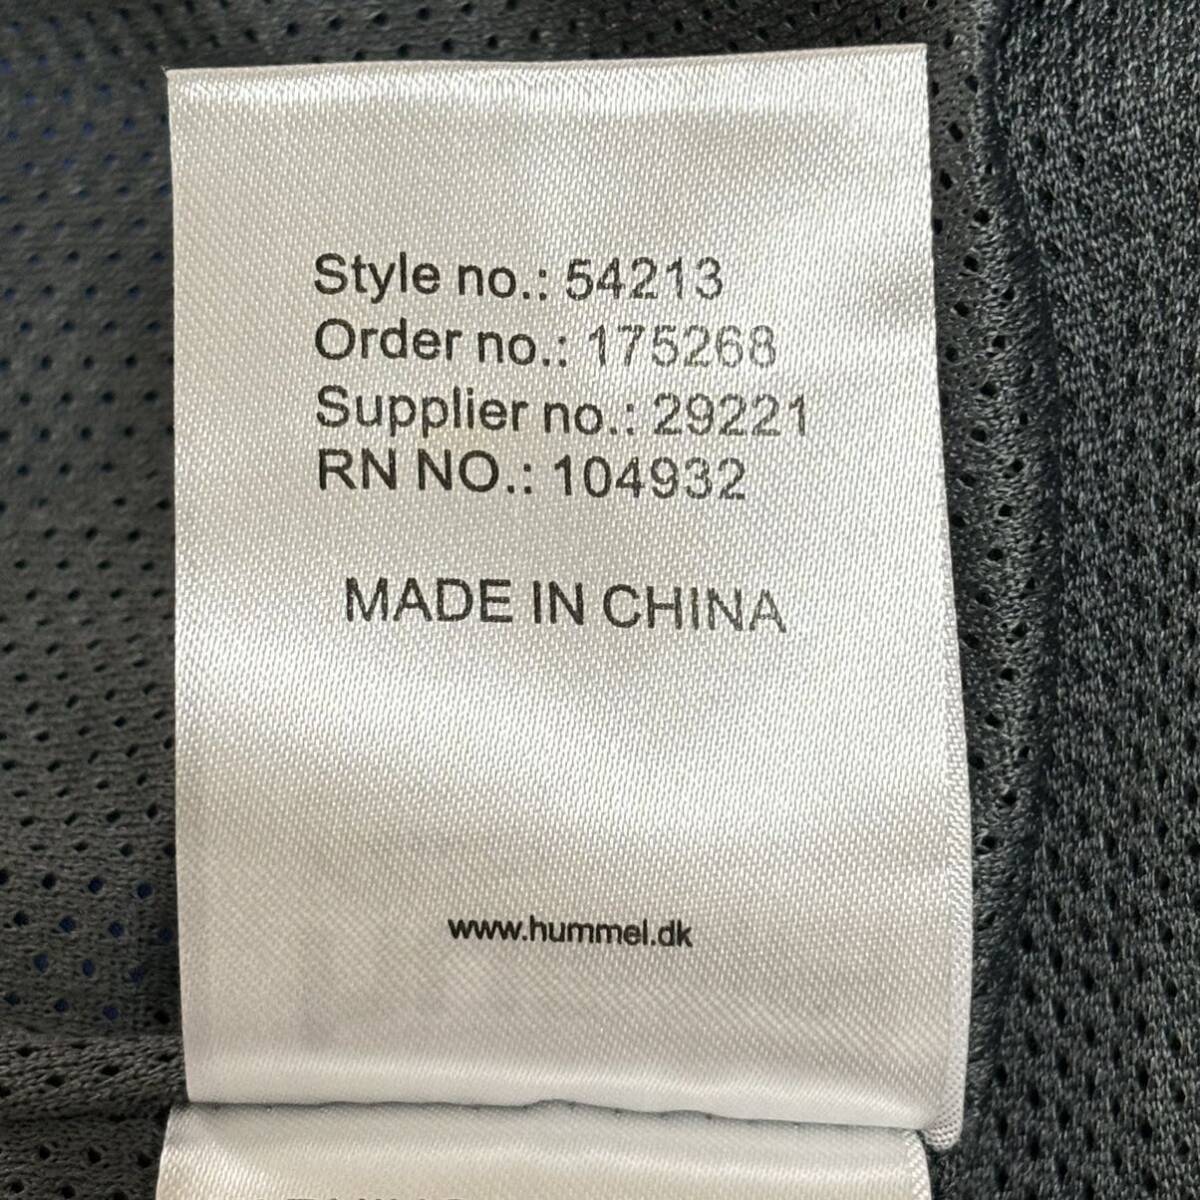 Style no.: 54213
Order no.: 175268
Supplier no.: 29221
RN NO.: 104932
MADE IN CHINA
www.hummel.dk